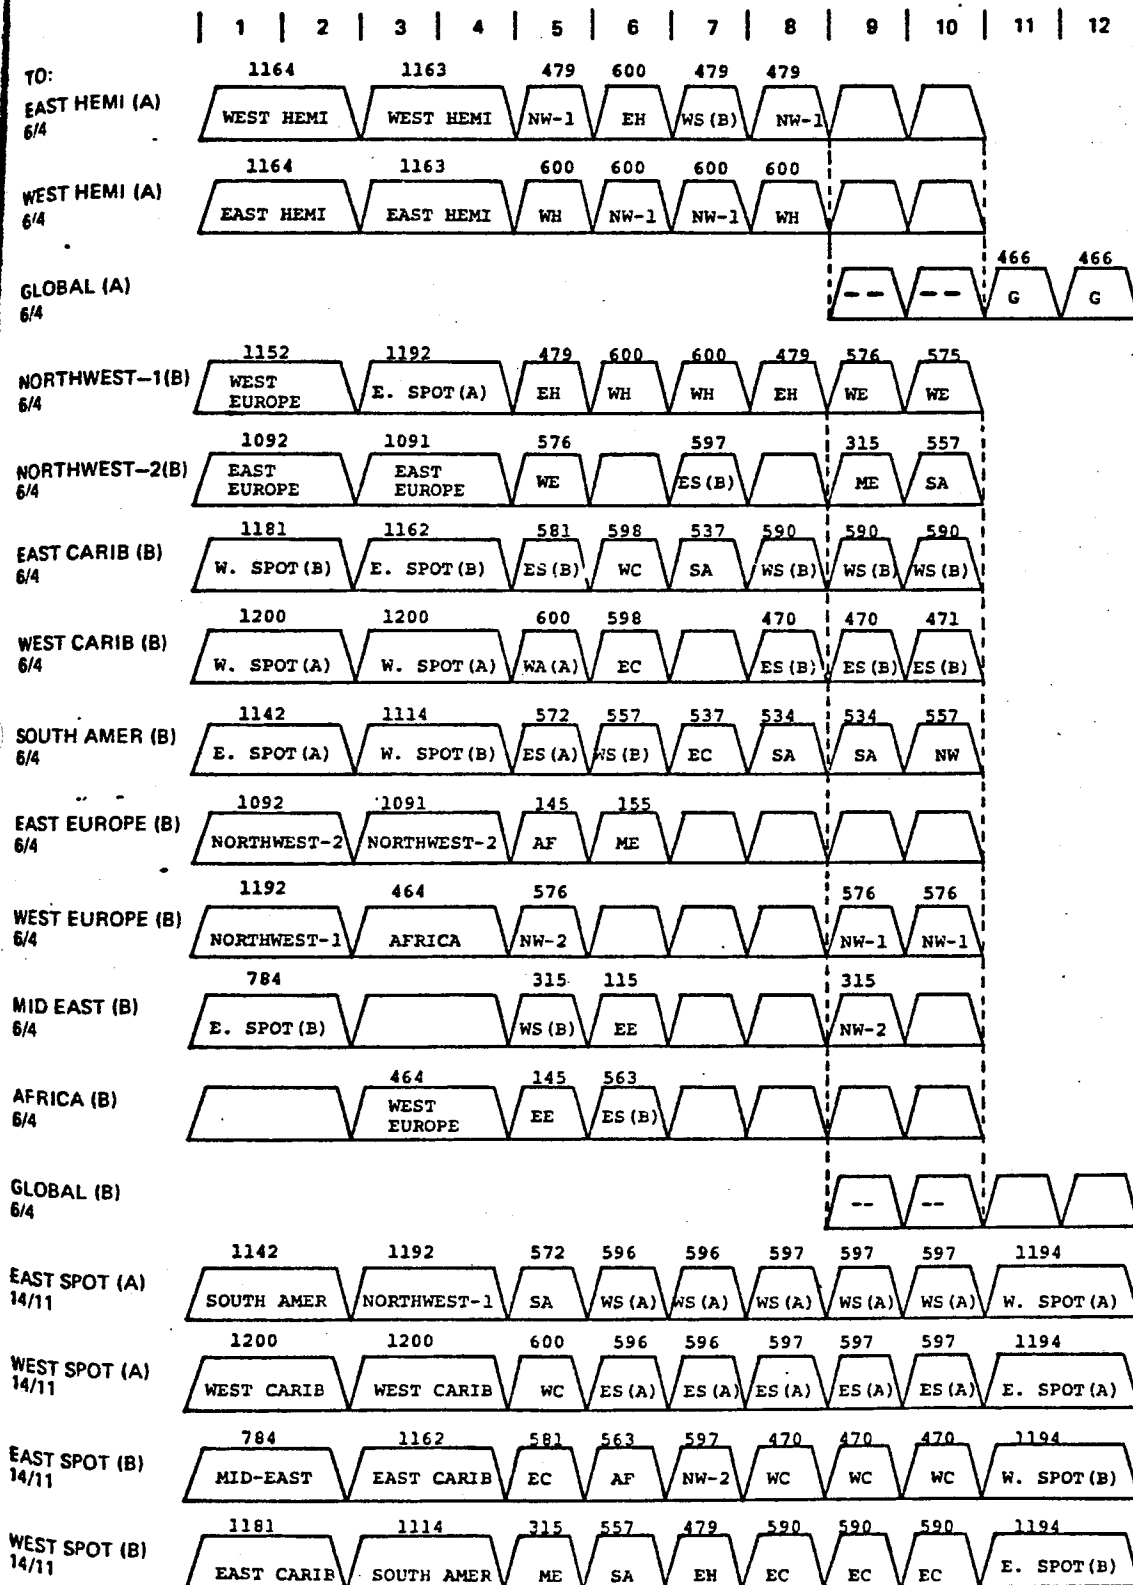 1 2 3 4 5 6 7 8 9 10 11 12
TO:
1164 1163 479 600 479 479
EAST HEMI (A)
6/4
WEST HEMI WEST HEMI NW-1 EH WS(B) NW-1
1164 1163 600 600 600 600
WEST HEMI (A)
6/4
EAST HEMI EAST HEMI WH NW-1 NW-1 WH
466 466
GLOBAL (A)
6/4
-- -- G G
1152 1192 479 600 600 479 576 575
NORTHWEST-1(B)
6/4
WEST EUROPE E. SPOT(A) EH WH WH EH WE WE
1092 1091 576 597 315 557
NORTHWEST-2(B)
6/4
EAST EUROPE EAST EUROPE WE ES(B) ME SA
1181 1162 581 598 537 590 590 590
EAST CARIB (B)
6/4
W. SPOT(B) E. SPOT(B) ES(B) WC SA WS(B) WS(B) WS(B)
1200 1200 600 598 470 470 471
WEST CARIB (B)
6/4
W. SPOT(A) W. SPOT(A) WA(A) EC ES(B) ES(B) ES(B)
1142 1114 572 557 537 534 534 557
SOUTH AMER (B)
6/4
E. SPOT(A) W. SPOT(B) ES(A) WS(B) EC SA SA NW
1092 1091 145 155
EAST EUROPE (B)
6/4
NORTHWEST-2 NORTHWEST-2 AF ME
1192 464 576 576 576
WEST EUROPE (B)
6/4
NORTHWEST-1 AFRICA NW-2 NW-1 NW-1
784 315 115 315
MID EAST (B)
6/4
E. SPOT(B) WS(B) EE NW-2
464 145 563
AFRICA (B)
6/4
WEST EUROPE EE ES(B)
GLOBAL (B)
6/4
-- --
1142 1192 572 596 596 597 597 597 1194
EAST SPOT (A)
14/11
SOUTH AMER NORTHWEST-1 SA WS(A) WS(A) WS(A) WS(A) WS(A) W. SPOT(A)
1200 1200 600 596 596 597 597 597 1194
WEST SPOT (A)
14/11
WEST CARIB WEST CARIB WC ES(A) ES(A) ES(A) ES(A) ES(A) E. SPOT(A)
784 1162 581 563 597 470 470 470 1194
EAST SPOT (B)
14/11
MID-EAST EAST CARIB EC AF NW-2 WC WC WC W. SPOT(B)
1181 1114 315 557 479 590 590 590 1194
WEST SPOT (B)
14/11
EAST CARIB SOUTH AMER ME SA EH EC EC EC E. SPOT(B)